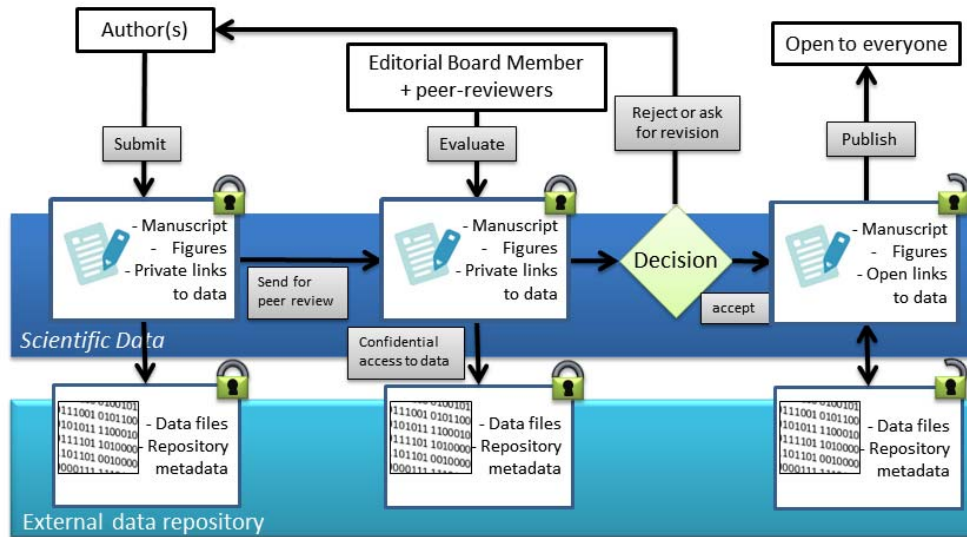 Author(s)
Editorial Board Member
+ peer-reviewers
Open to everyone
Submit
Evaluate
Reject or ask
for revision
Publish
- Manuscript
- Figures
- Private links
to data
Send for
peer review
- Manuscript
- Figures
- Private links
to data
Decision
accept
- Manuscript
- Figures
- Open links
to data
Scientific Data
Confidential
access to data
- Data files
- Repository
metadata
- Data files
- Repository
metadata
- Data files
- Repository
metadata
External data repository